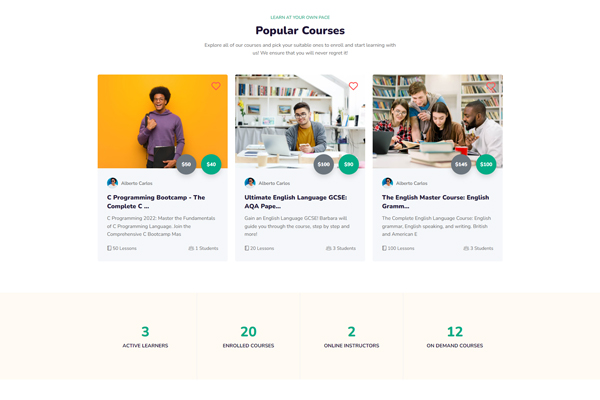 LEARN AT YOUR OWN PACE
Popular Courses
Explore all of our courses and pick your suitable ones to enroll and start learning with
us! We ensure that you will never regret it!
$50 $40
Alberto Carlos
C Programming Bootcamp - The
Complete C ...
C Programming 2022: Master the Fundamentals
of C Programming Language. Join the
Comprehensive C Bootcamp Mas
50 Lessons 1 Students
$100 $90
Alberto Carlos
Ultimate English Language GCSE:
AQA Pape...
Gain an English Language GCSE! Barbara will
guide you through the course, step by step and
more!
20 Lessons 3 Students
$145 $100
Alberto Carlos
The English Master Course: English
Gramm...
The Complete English Language Course: English
grammar, English speaking, and writing. British
and American E
100 Lessons 3 Students
3
ACTIVE LEARNERS
20
ENROLLED COURSES
2
ONLINE INSTRUCTORS
12
ON DEMAND COURSES